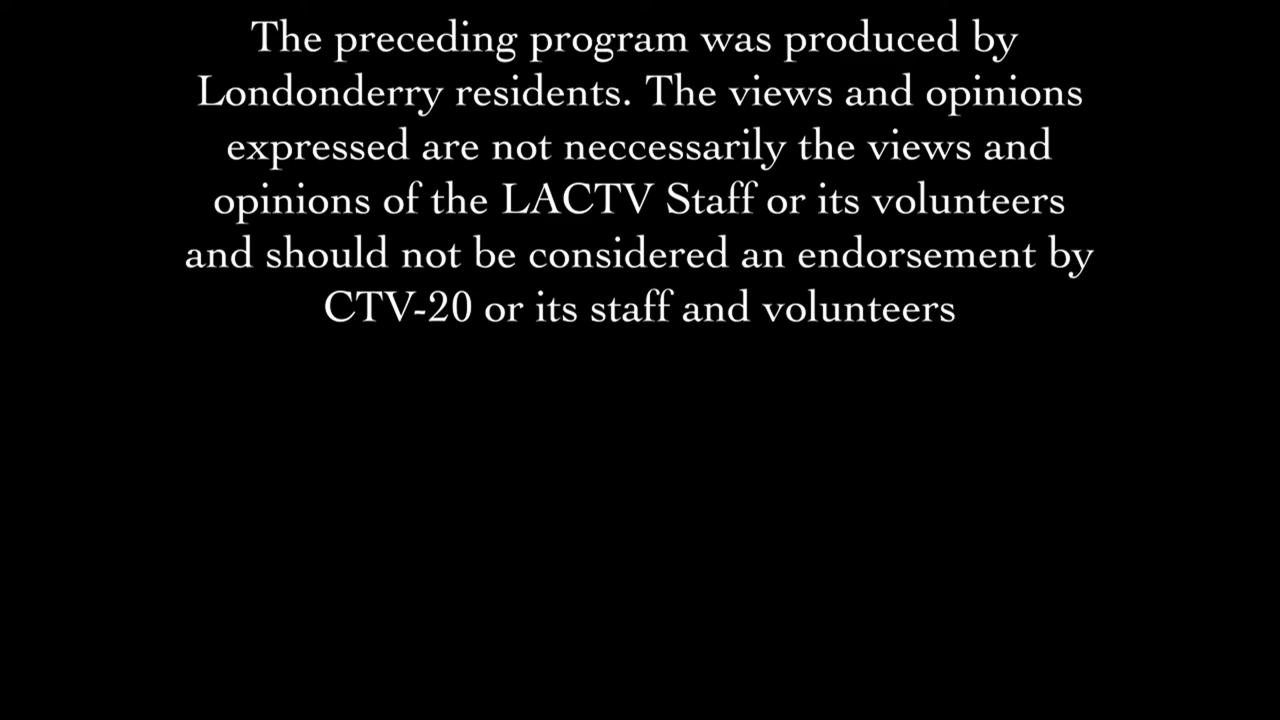 The preceding program was produced by
Londonderry residents. The views and opinions
expressed are not neccessarily the views and
opinions of the LACTV Staff or its volunteers
and should not be considered an endorsement by
CTV-20 or its staff and volunteers